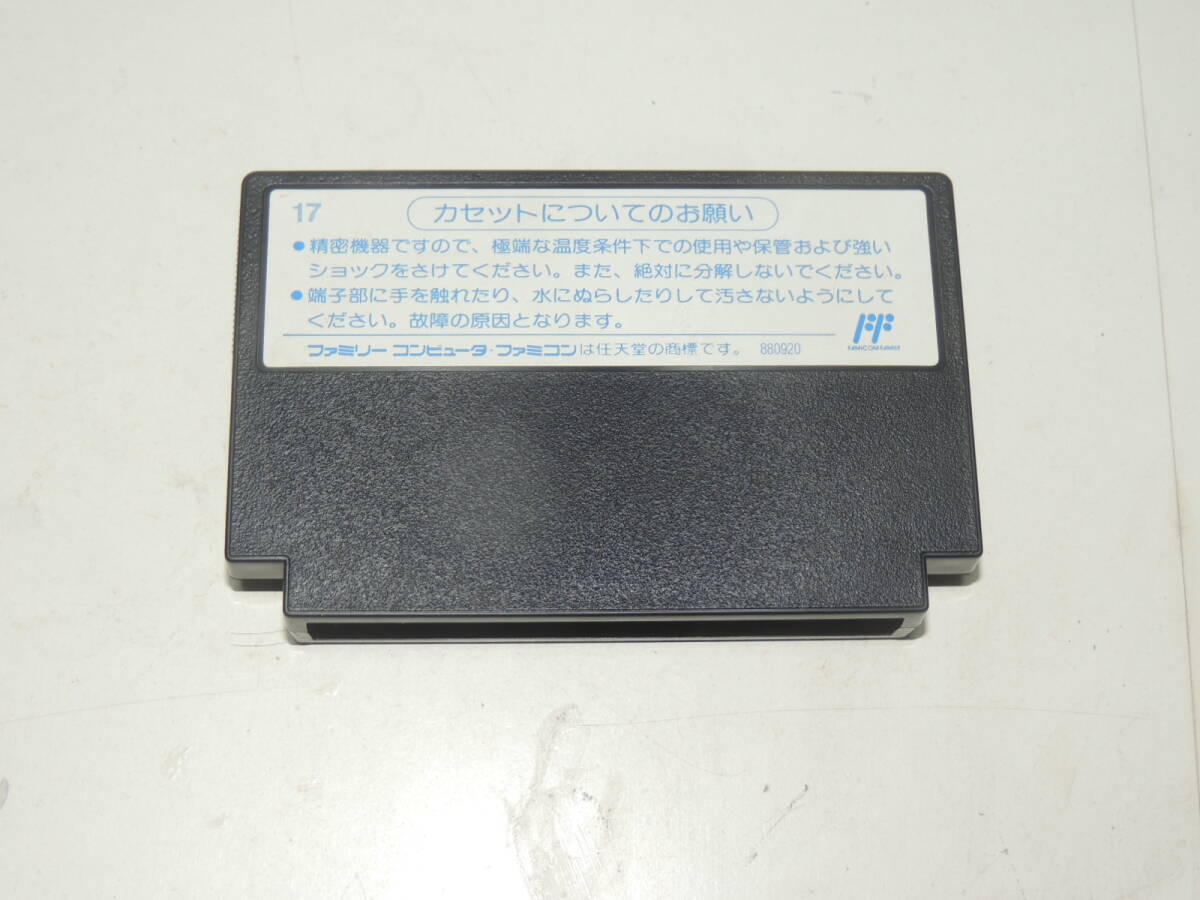 17
カセットについてのお願い
●精密機器ですので、極端な温度条件下での使用や保管および強い
ショックをさけてください。また、絶対に分解しないでください。
●端子部に手を触れたり、水にぬらしたりして汚さないようにして
ください。故障の原因となります。
FAMICOM FAMILY
ファミリー コンピュータ・ファミコンは任天堂の商標です。 880920